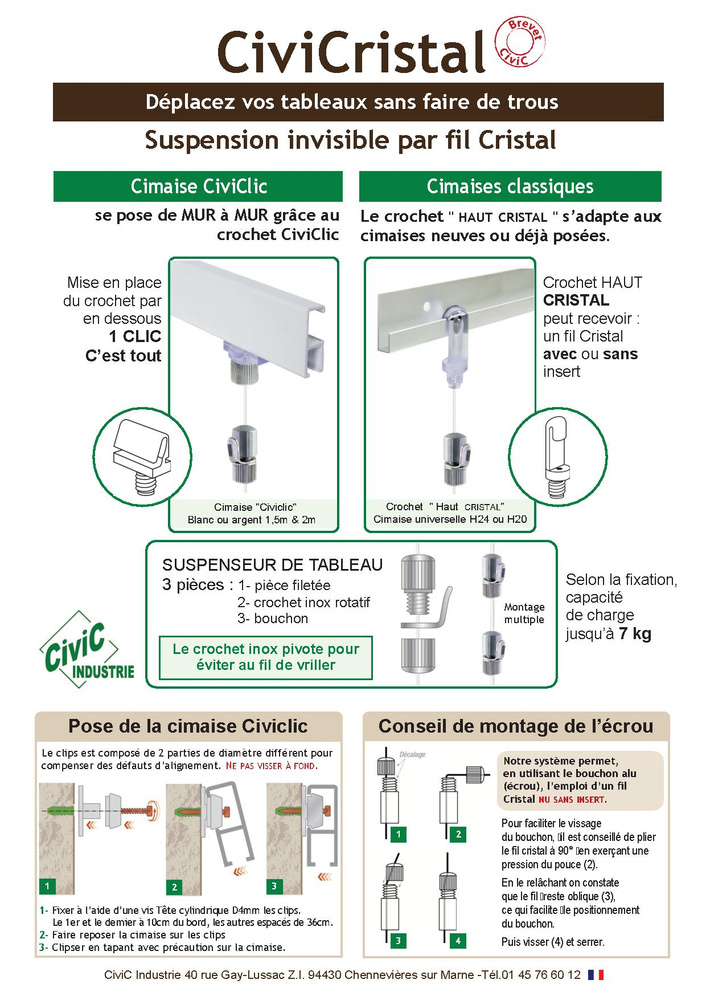 CiviCristal
Brevet
CiviC
Déplacez vos tableaux sans faire de trous
Suspension invisible par fil Cristal
Cimaise CiviClic
se pose de MUR à MUR grâce au
crochet CiviClic
Mise en place
du crochet par
en dessous
1 CLIC
C'est tout
Cimaise "Civiclic"
Blanc ou argent 1,5m & 2m
Cimaises classiques
Le crochet " HAUT CRISTAL " s'adapte aux
cimaises neuves ou déjà posées.
Crochet HAUT
CRISTAL
peut recevoir :
un fil Cristal
avec ou sans
insert
Crochet " Haut CRISTAL"
Cimaise universelle H24 ou H20
SUSPENSEUR DE TABLEAU
3 pièces : 1- pièce filetée
2- crochet inox rotatif
3- bouchon
Le crochet inox pivote pour
éviter au fil de vriller
Montage
multiple
Selon la fixation,
capacité
de charge
jusqu'à 7 kg
CiviC
INDUSTRIE
Pose de la cimaise Civiclic
Le clips est composé de 2 parties de diamètre différent pour
compenser des défauts d'alignement. NE PAS VISSER À FOND.
1
2
3
1- Fixer à l'aide d'une vis Tête cylindrique D4mm les clips.
Le 1er et le dernier à 10cm du bord, les autres espacés de 36cm.
2- Faire reposer la cimaise sur les clips
3- Clipser en tapant avec précaution sur la cimaise.
Conseil de montage de l'écrou
Décalage
1
2
3
4
Notre système permet,
en utilisant le bouchon alu
(écrou), l'emploi d'un fil
Cristal NU SANS INSERT.
Pour faciliter le vissage
du bouchon, il est conseillé de plier
le fil cristal à 90° en exerçant une
pression du pouce (2).
En le relâchant on constate
que le fil reste oblique (3),
ce qui facilite le positionnement
du bouchon.
Puis visser (4) et serrer.
CiviC Industrie 40 rue Gay-Lussac Z.I. 94430 Chennevières sur Marne -Tél.01 45 76 60 12